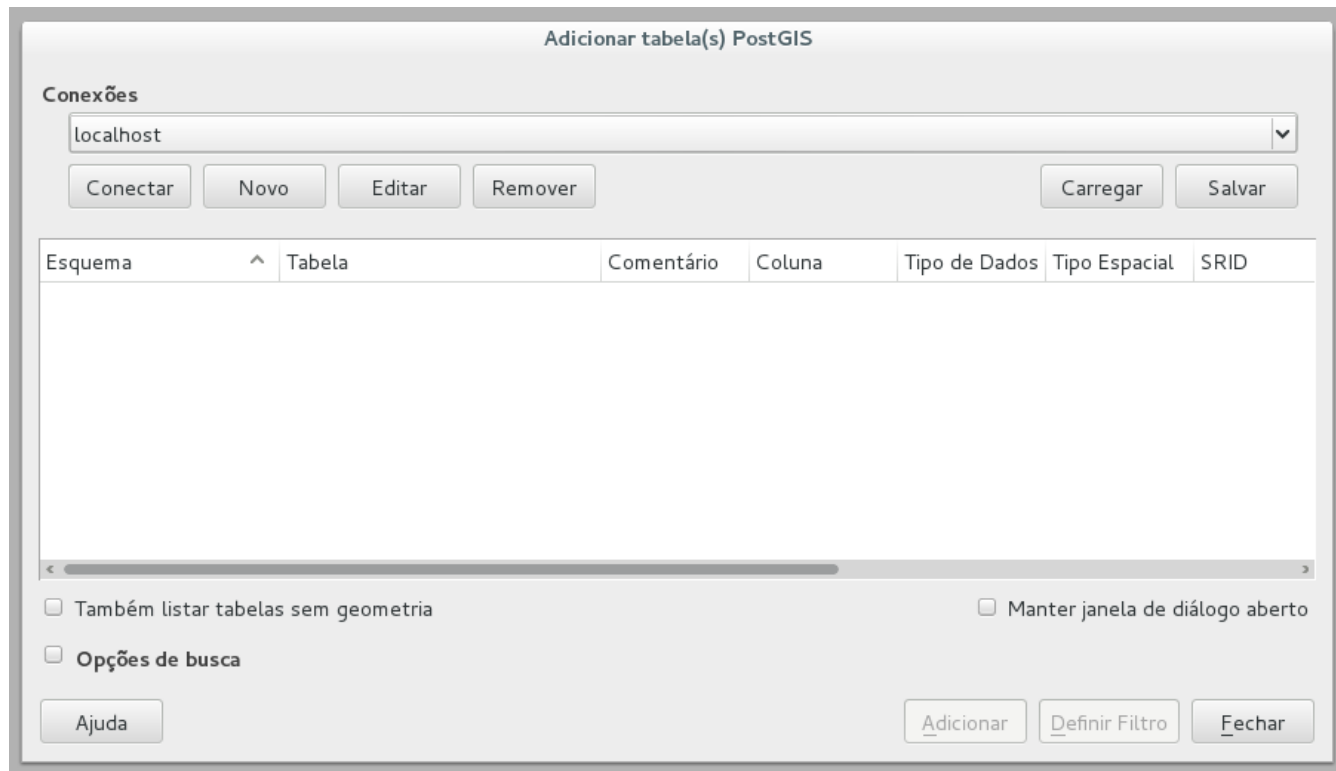 Adicionar tabela(s) PostGIS
Conexões
localhost
Conectar Novo Editar Remover Carregar Salvar
Esquema Tabela Comentário Coluna Tipo de Dados Tipo Espacial SRID
Também listar tabelas sem geometria Manter janela de diálogo aberto
Opções de busca
Ajuda Adicionar Definir Filtro Fechar